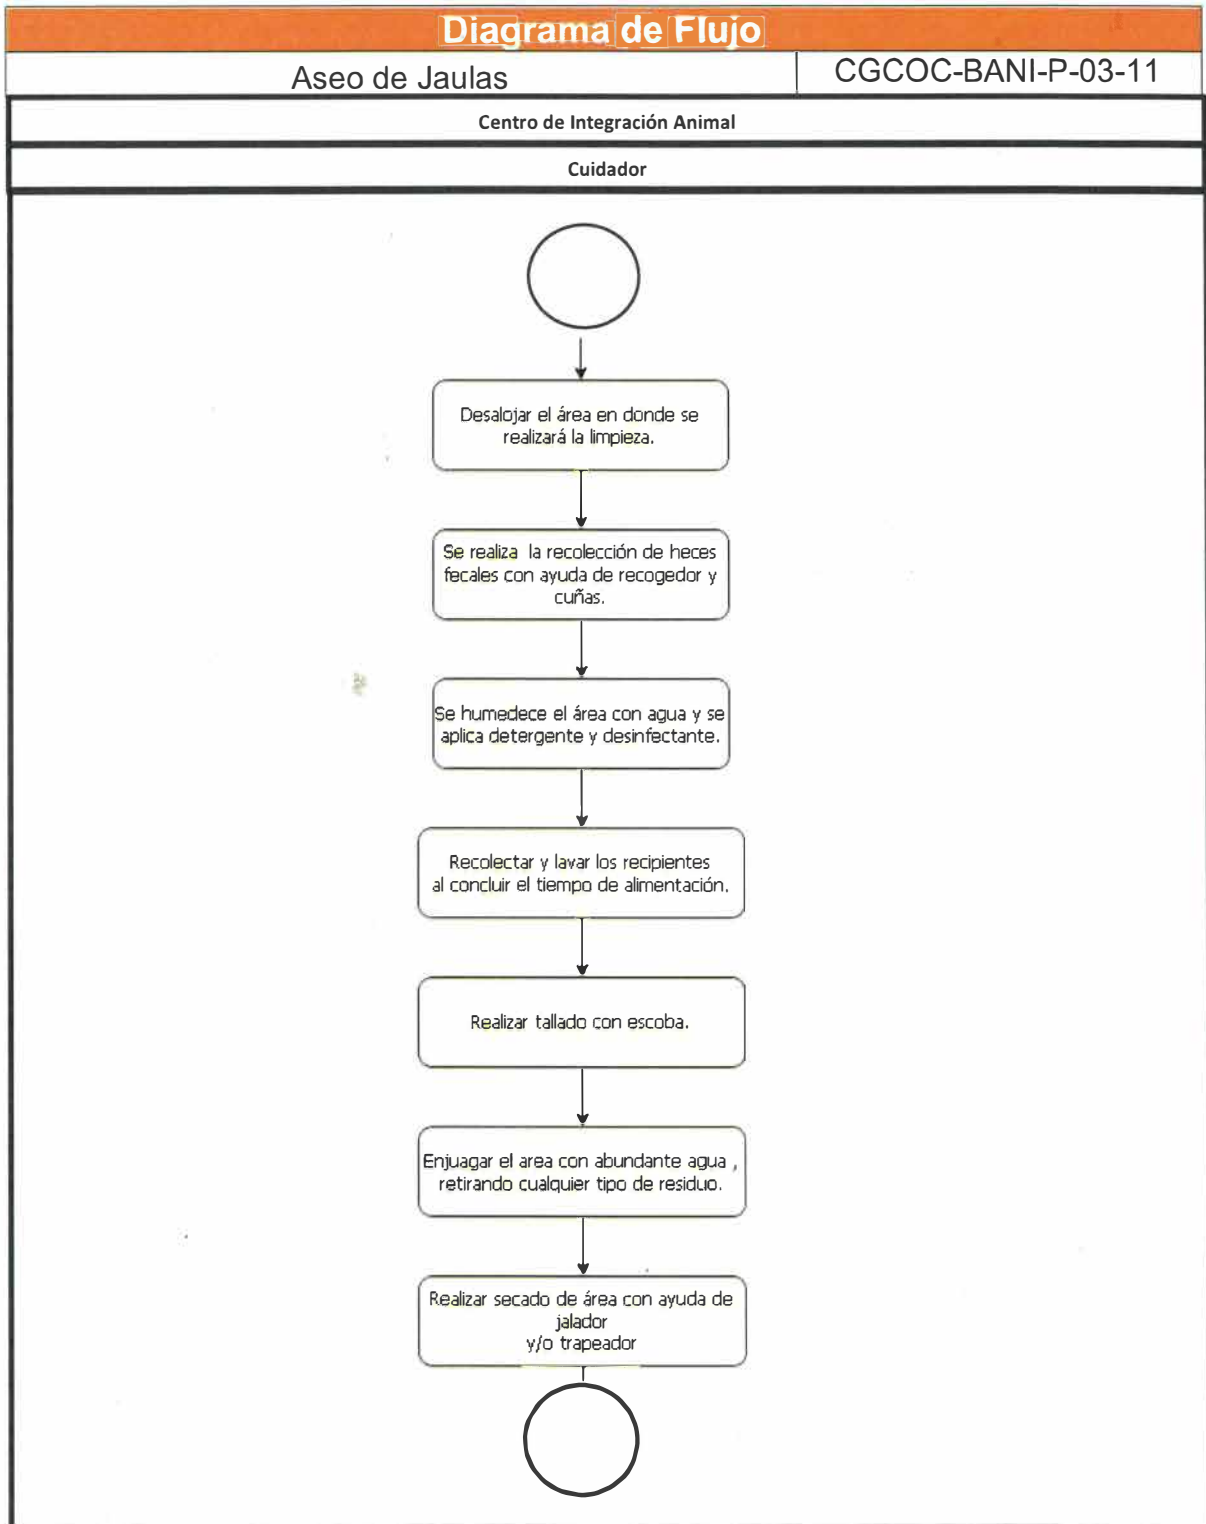 Diagrama de Flujo
Aseo de Jaulas
CGCOC-BANI-P-03-11
Centro de Integración Animal
Cuidador
Desalojar el área en donde se
realizará la limpieza.
Se realiza la recolección de heces
fecales con ayuda de recogedor y
cuñas.
Se humedece el área con agua y se
aplica detergente y desinfectante.
Recolectar y lavar los recipientes
al concluir el tiempo de alimentación.
Realizar tallado con escoba.
Enjuagar el area con abundante agua ,
retirando cualquier tipo de residuo.
Realizar secado de área con ayuda de
jalador
y/o trapeador